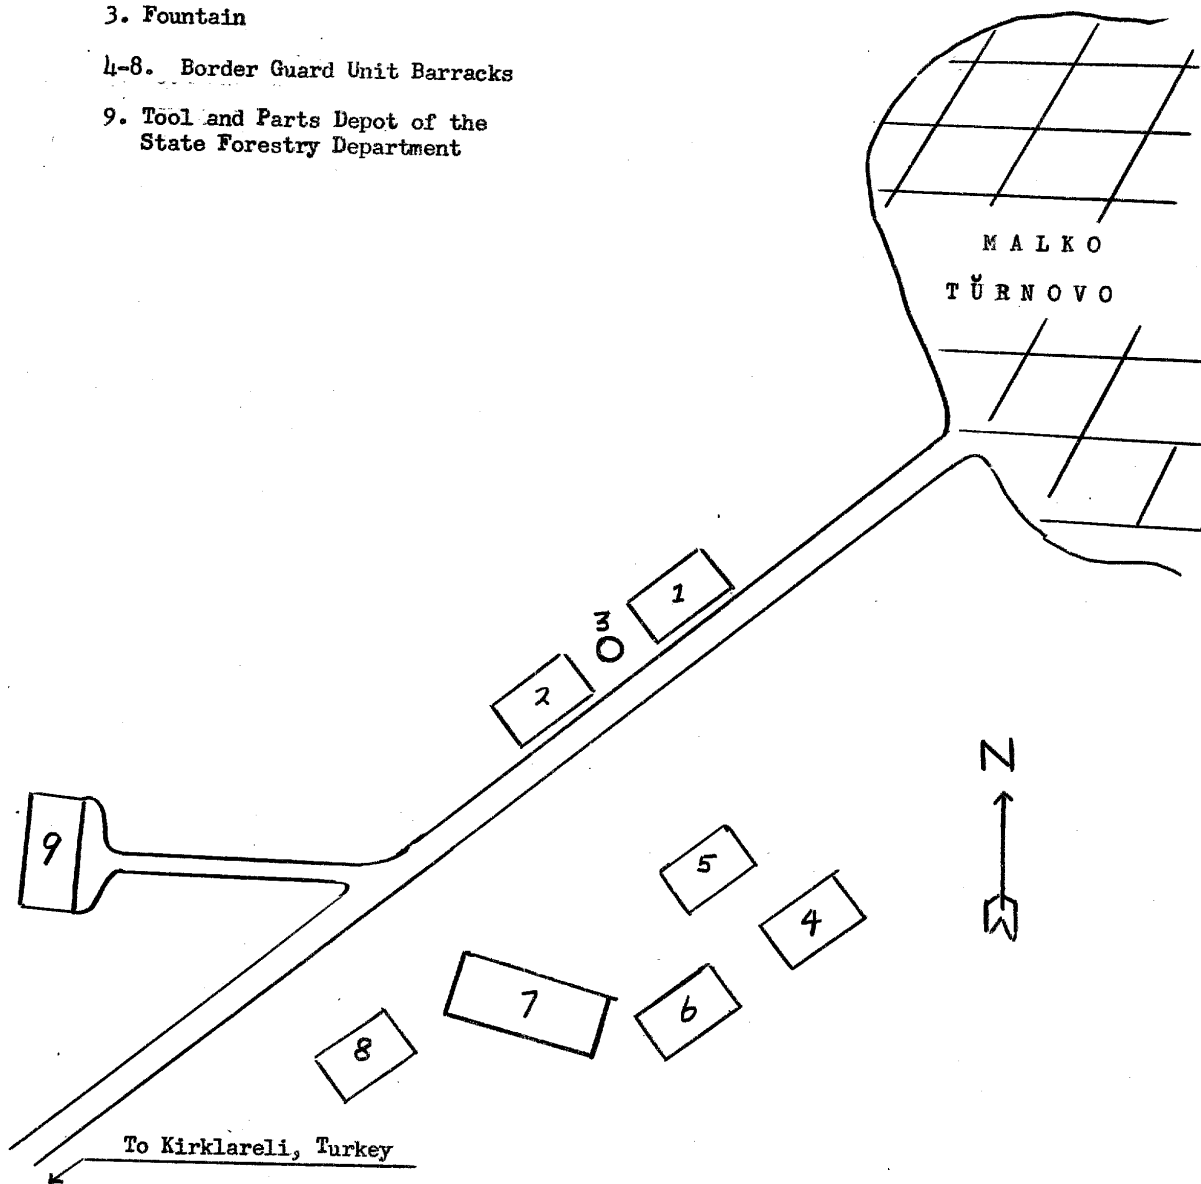 3. Fountain
4-8. Border Guard Unit Barracks
9. Tool and Parts Depot of the
State Forestry Department
MALKO
TŬRNOVO
1
3
2
N
9
5
4
7
6
8
To Kirklareli, Turkey